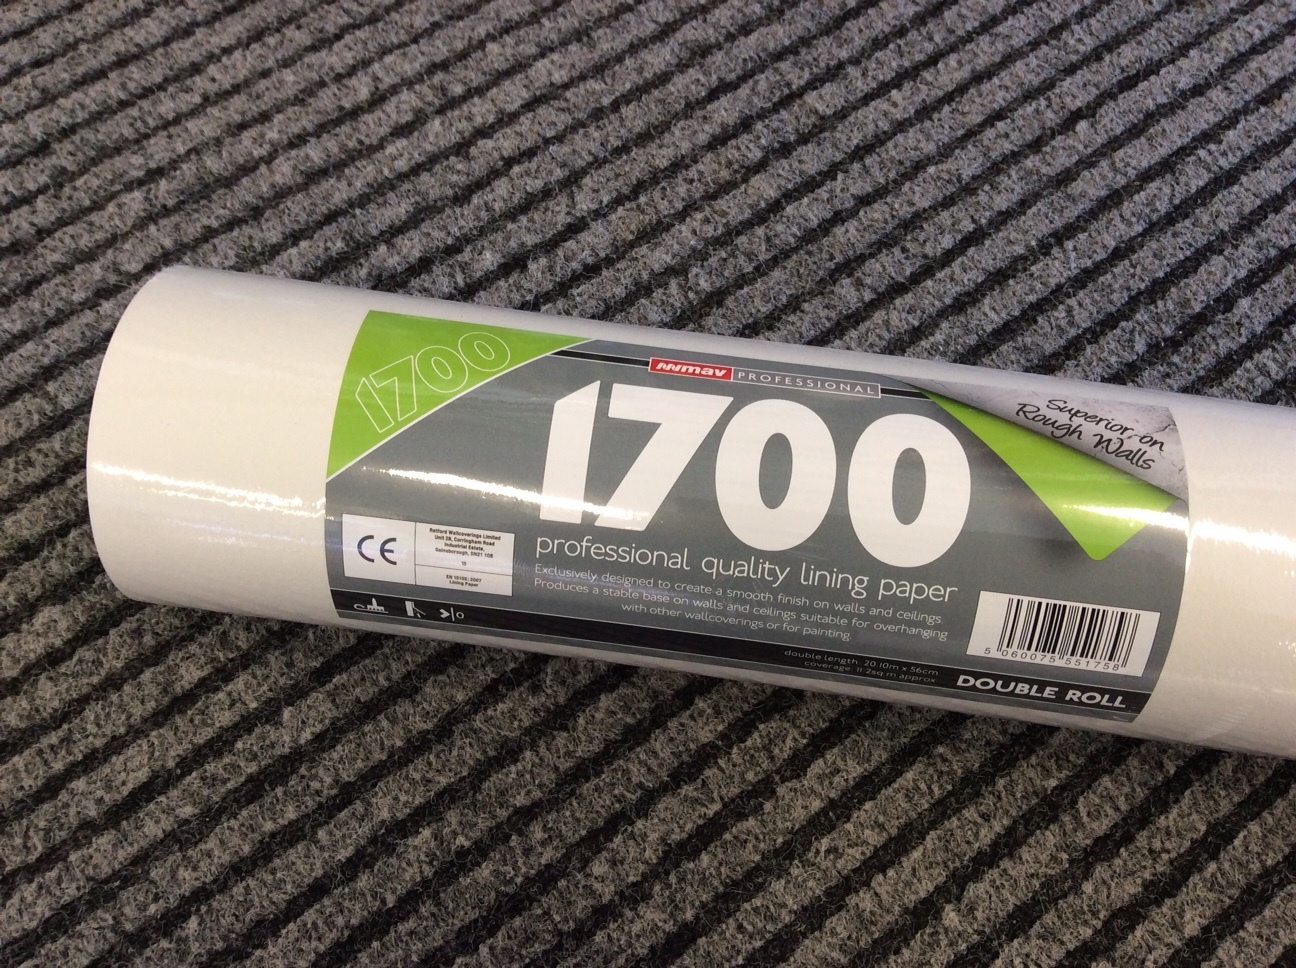 1700
mav PROFESSIONAL
Superior on
Rough Walls
1700
professional quality lining paper
Exclusively designed to create a smooth finish on walls and ceilings.
Produces a stable base on walls and ceilings suitable for overhanging
with other wallcoverings or for painting.
CE
Retford Wallcoverings Limited
Unit 28, Corringham Road
Industrial Estate,
Gainsborough, DN21 1QB
EN 15102: 2007
Lining Paper
5 060075 551758
double length: 20.10m x 56cm
coverage: 11.2sq.m approx
DOUBLE ROLL